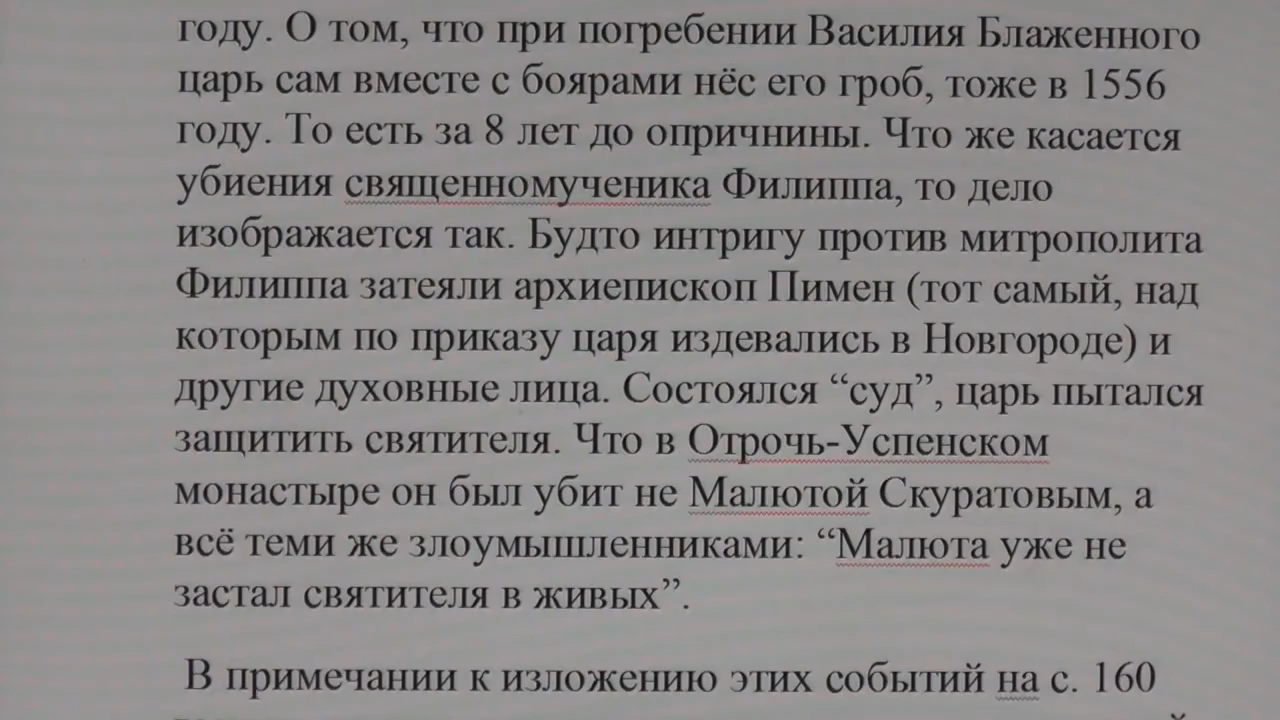 году. О том, что при погребении Василия Блаженного
царь сам вместе с боярами нёс его гроб, тоже в 1556
году. То есть за 8 лет до опричнины. Что же касается
убиения священномученика Филиппа, то дело
изображается так. Будто интригу против митрополита
Филиппа затеяли архиепископ Пимен (тот самый, над
которым по приказу царя издевались в Новгороде) и
другие духовные лица. Состоялся “суд”, царь пытался
защитить святителя. Что в Отрочь-Успенском
монастыре он был убит не Малютой Скуратовым, а
всё теми же злоумышленниками: “Малюта уже не
застал святителя в живых”.
В примечании к изложению этих событий на с. 160